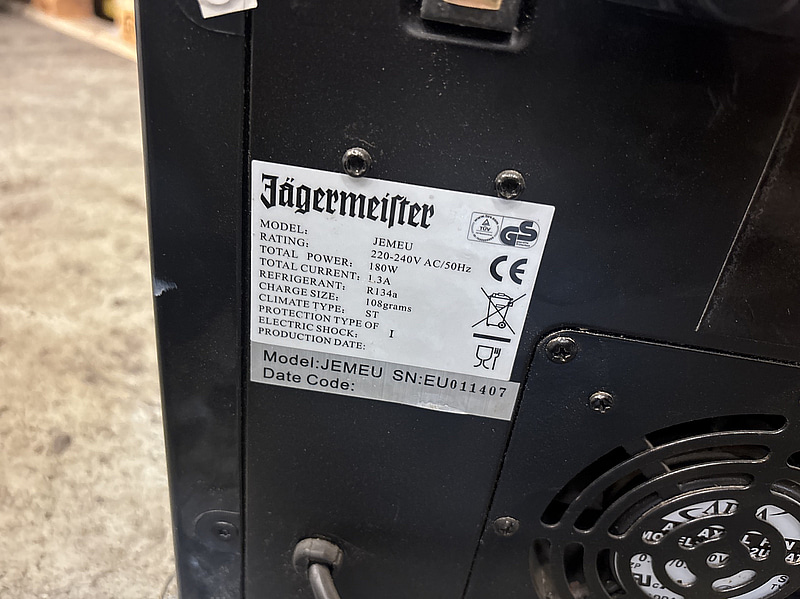 Jägermeister
TÜV
GS
CE
MODEL: JEMEU
RATING: 220-240V AC/50Hz
TOTAL POWER: 180W
TOTAL CURRENT: 1.3A
REFRIGERANT: R134a
CHARGE SIZE: 108grams
CLIMATE TYPE: ST
PROTECTION TYPE OF
ELECTRIC SHOCK: I
PRODUCTION DATE:
Model:JEMEU SN:EU011407
Date Code: